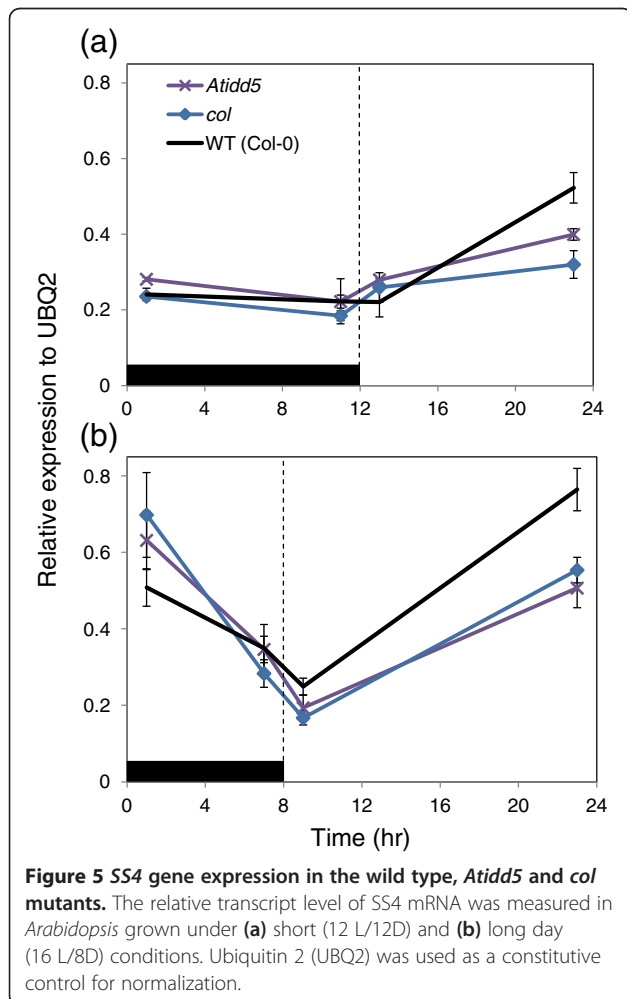 (a)
0.8
Atidd5
col
WT (Col-0)
0.6
0.4
0.2
0
0 4 8 12 16 20 24
Relative expression to UBQ2
(b)
0.8
0.6
0.4
0.2
0
0 4 8 12 16 20 24
Time (hr)
Figure 5 SS4 gene expression in the wild type, Atidd5 and col
mutants. The relative transcript level of SS4 mRNA was measured in
Arabidopsis grown under (a) short (12 L/12D) and (b) long day
(16 L/8D) conditions. Ubiquitin 2 (UBQ2) was used as a constitutive
control for normalization.